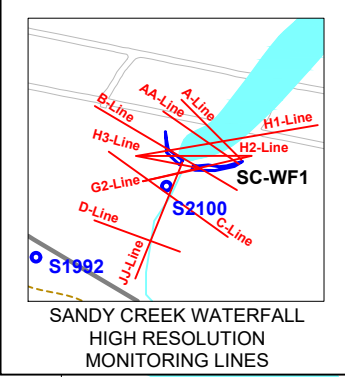 A-Line
AA-Line
B-Line
H1-Line
H3-Line
H2-Line
SC-WF1
G2-Line
S2100
D-Line
C-Line
JJ-Line
S1992
SANDY CREEK WATERFALL
HIGH RESOLUTION
MONITORING LINES